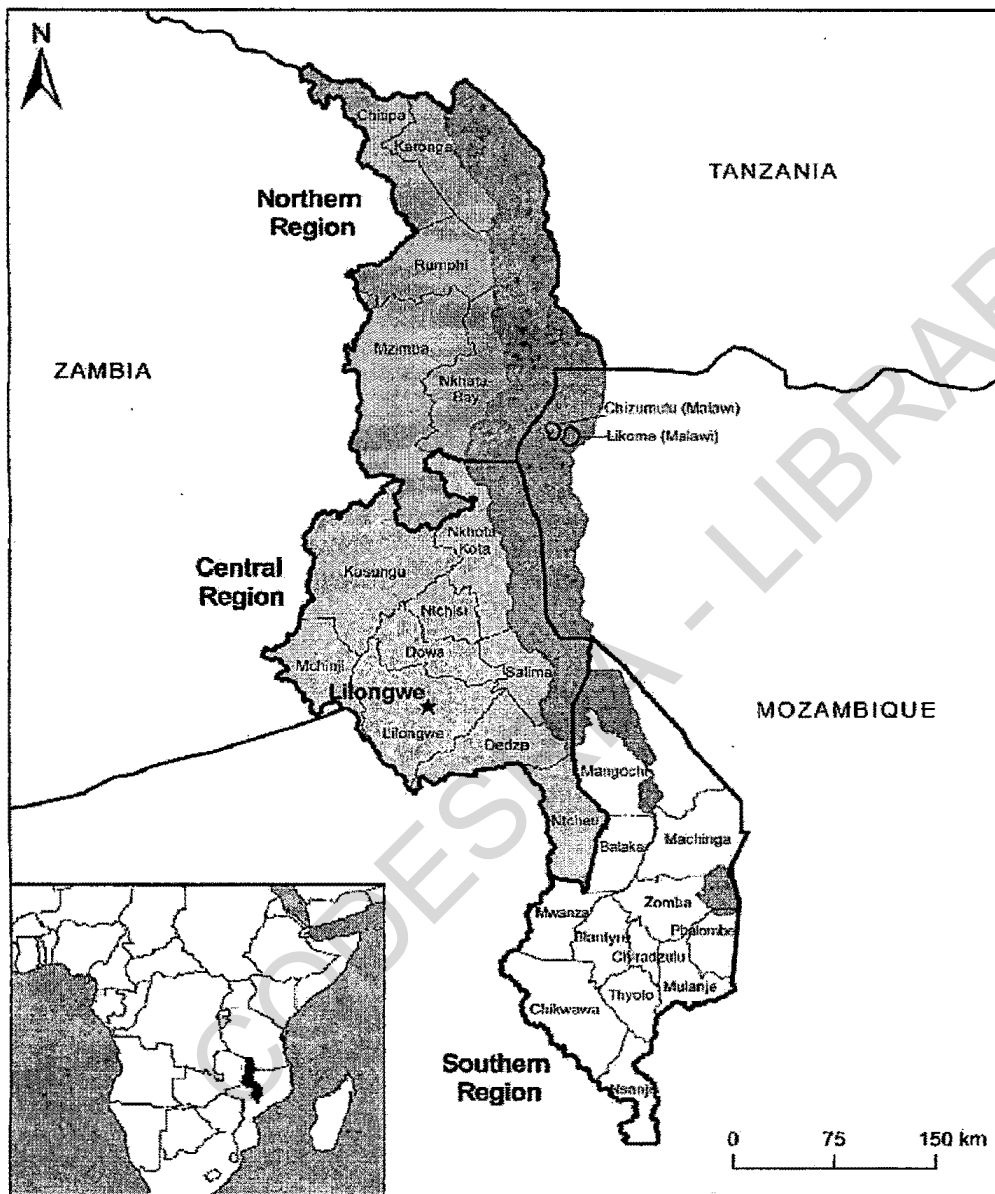 N
Chitipa
Karonga
TANZANIA
Northern
Region
Rumphi
ZAMBIA
Mzimba
Nkhata
Bay
Chizumulu (Malawi)
Likoma (Malawi)
Nkhota
Kota
Central
Region
Kasungu
Ntchisi
Dowa
Mchinji
Salima
Lilongwe
MOZAMBIQUE
Lilongwe
Dedza
Mangochi
Ntcheu
Balaka
Machinga
Zomba
Mwanza
Phalombe
Blantyre
Chiradzulu
Thyolo
Mulanje
Chikwawa
Southern
Region
Nsanje
0 75 150 km
CODESRIA - LIBRAR